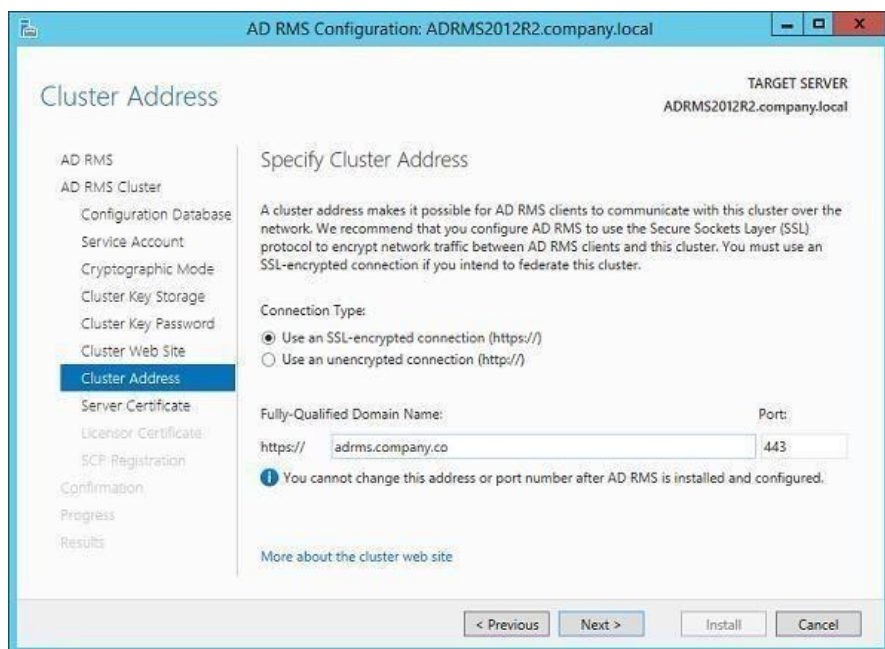 AD RMS Configuration: ADRMS2012R2.company.local
Cluster Address
TARGET SERVER
ADRMS2012R2.company.local
AD RMS
AD RMS Cluster
Configuration Database
Service Account
Cryptographic Mode
Cluster Key Storage
Cluster Key Password
Cluster Web Site
Cluster Address
Server Certificate
Licensor Certificate
SCP Registration
Confirmation
Progress
Results
Specify Cluster Address
A cluster address makes it possible for AD RMS clients to communicate with this cluster over the
network. We recommend that you configure AD RMS to use the Secure Sockets Layer (SSL)
protocol to encrypt network traffic between AD RMS clients and this cluster. You must use an
SSL-encrypted connection if you intend to federate this cluster.
Connection Type:
Use an SSL-encrypted connection (https://)
Use an unencrypted connection (http://)
Fully-Qualified Domain Name: Port:
https:// adrms.company.co 443
You cannot change this address or port number after AD RMS is installed and configured.
More about the cluster web site
< Previous Next > Install Cancel